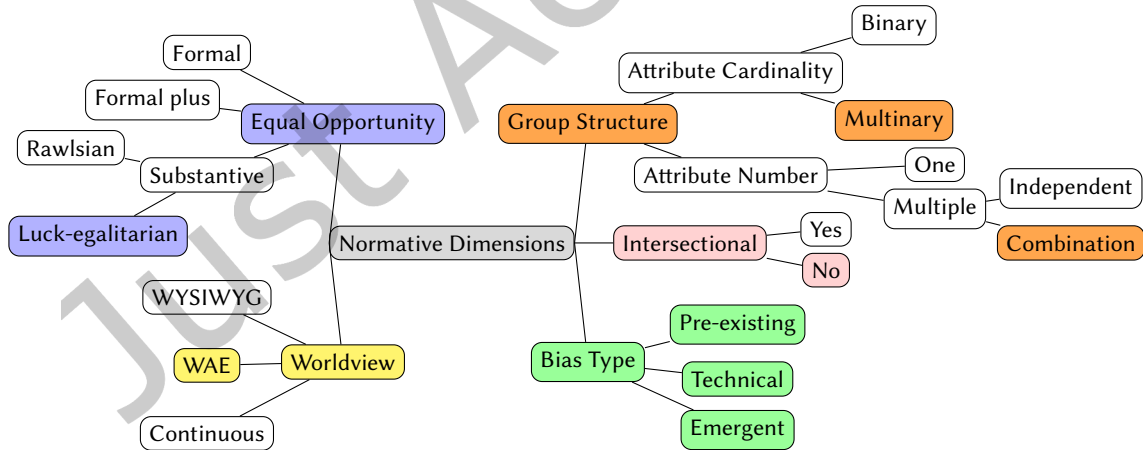 Formal
Formal plus
Equal Opportunity
Rawlsian
Substantive
Luck-egalitarian
Normative Dimensions
WYSIWYG
WAE
Worldview
Continuous
Binary
Attribute Cardinality
Group Structure
Multinary
Attribute Number
One
Multiple
Independent
Combination
Intersectional
Yes
No
Pre-existing
Bias Type
Technical
Emergent
Just